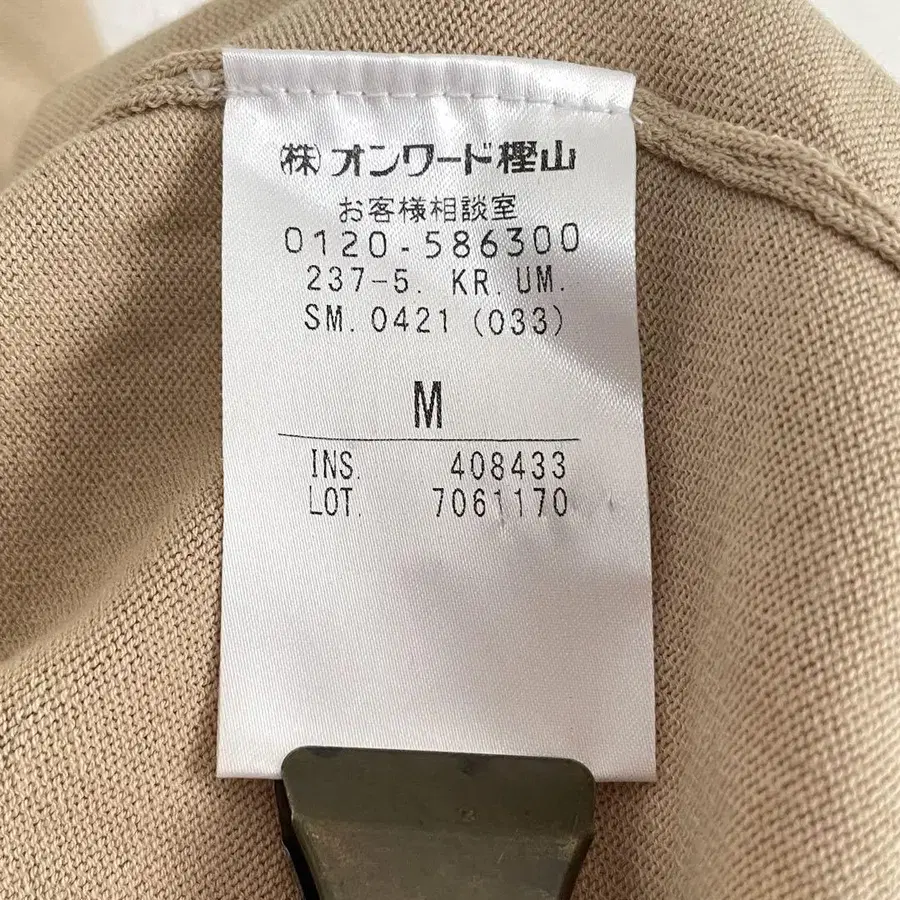 ㈱オンワード樫山
お客様相談室
0120-586300
237-5. KR. UM.
SM. 0421 (033)
M
INS. 408433
LOT. 7061170